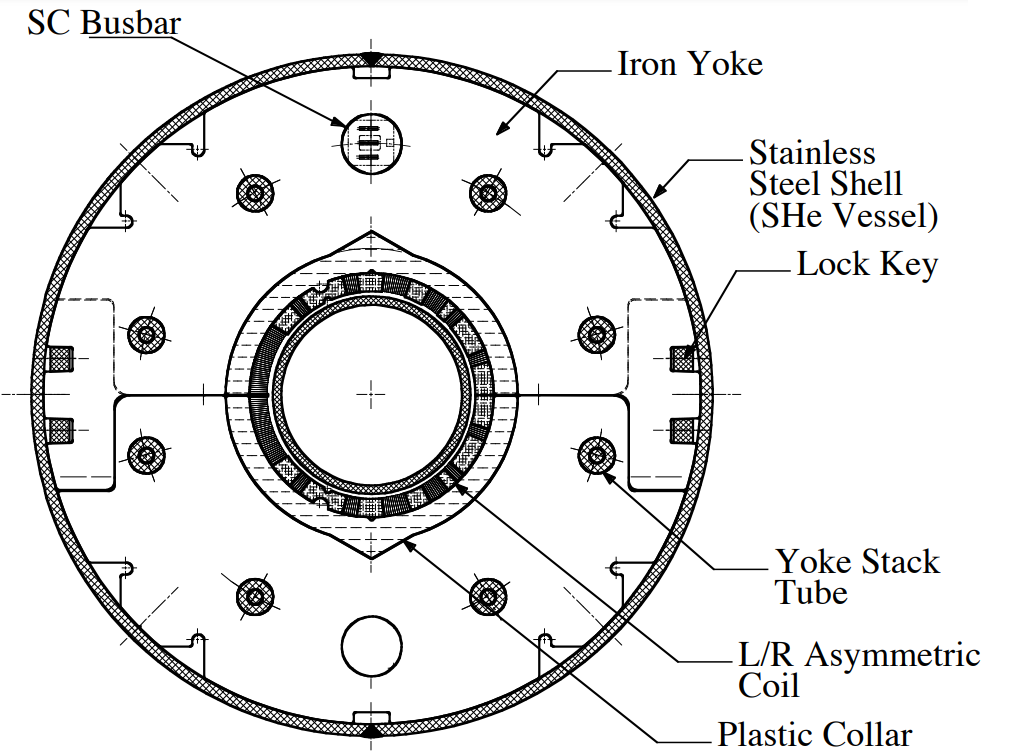 SC Busbar
Iron Yoke
Stainless
Steel Shell
(SHe Vessel)
Lock Key
Yoke Stack
Tube
L/R Asymmetric
Coil
Plastic Collar